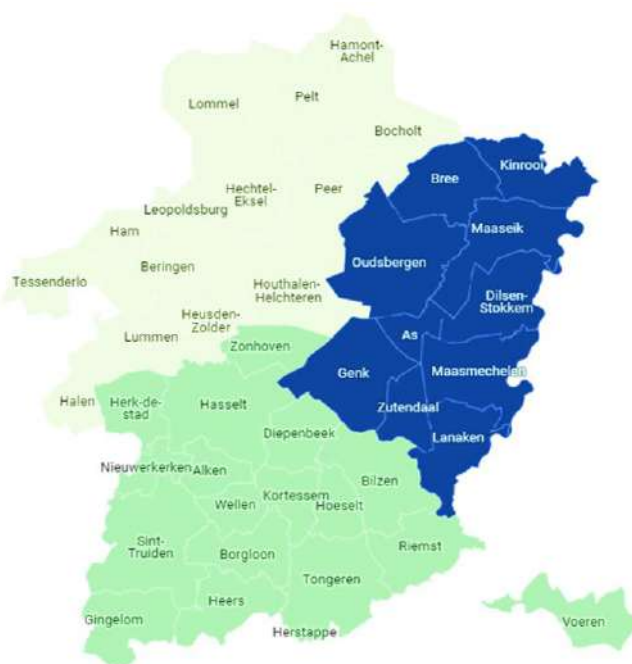 Hamont-
Achel
Lommel
Pelt
Bocholt
Kinrooi
Bree
Hechtel-
Eksel
Peer
Leopoldsburg
Ham
Maaseik
Oudsbergen
Beringen
Tessenderlo
Houthalen-
Helchteren
Dilsen-
Stokkem
Heusden-
Zolder
Lummen
As
Zonhoven
Genk
Maasmechelen
Halen
Herk-de-
stad
Hasselt
Zutendaal
Diepenbeek
Lanaken
Nieuwerkerken
Alken
Bilzen
Wellen
Kortessem
Hoeselt
Sint-
Truiden
Borgloon
Riemst
Tongeren
Heers
Gingelom
Herstappe
Voeren